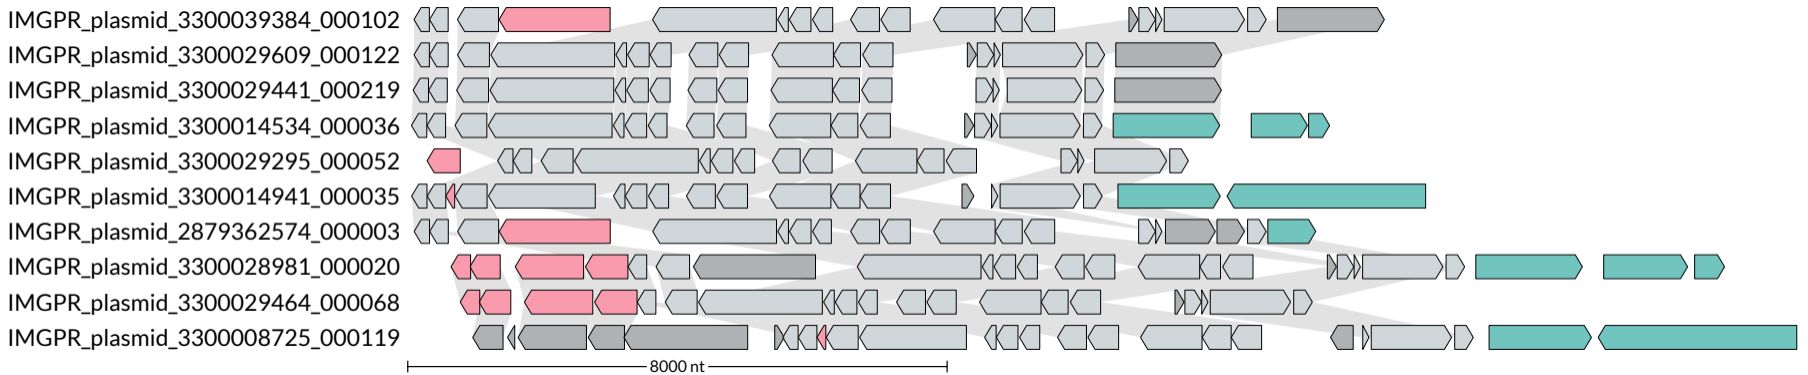 IMGPR_plasmid_3300039384_000102
IMGPR_plasmid_3300029609_000122
IMGPR_plasmid_3300029441_000219
IMGPR_plasmid_3300014534_000036
IMGPR_plasmid_3300029295_000052
IMGPR_plasmid_3300014941_000035
IMGPR_plasmid_2879362574_000003
IMGPR_plasmid_3300028981_000020
IMGPR_plasmid_3300029464_000068
IMGPR_plasmid_3300008725_000119
8000 nt